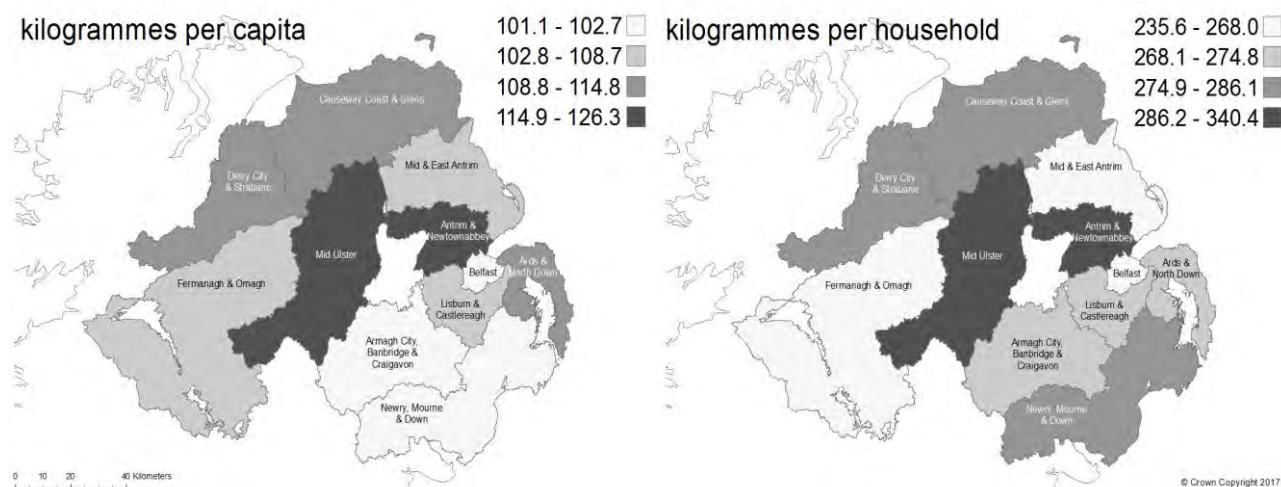 kilogrammes per capita
101.1 - 102.7
102.8 - 108.7
108.8 - 114.8
114.9 - 126.3
Causeway Coast & Glens
Derry City
& Strabane
Mid & East Antrim
Antrim &
Newtownabbey
Mid Ulster
Belfast
Ards &
North Down
Fermanagh & Omagh
Lisburn &
Castlereagh
Armagh City,
Banbridge &
Craigavon
Newry, Mourne
& Down
0 10 20 40 Kilometers
kilogrammes per household
235.6 - 268.0
268.1 - 274.8
274.9 - 286.1
286.2 - 340.4
Causeway Coast & Glens
Derry City
& Strabane
Mid & East Antrim
Antrim &
Newtownabbey
Mid Ulster
Belfast
Ards &
North Down
Fermanagh & Omagh
Lisburn &
Castlereagh
Armagh City,
Banbridge &
Craigavon
Newry, Mourne
& Down
© Crown Copyright 2017